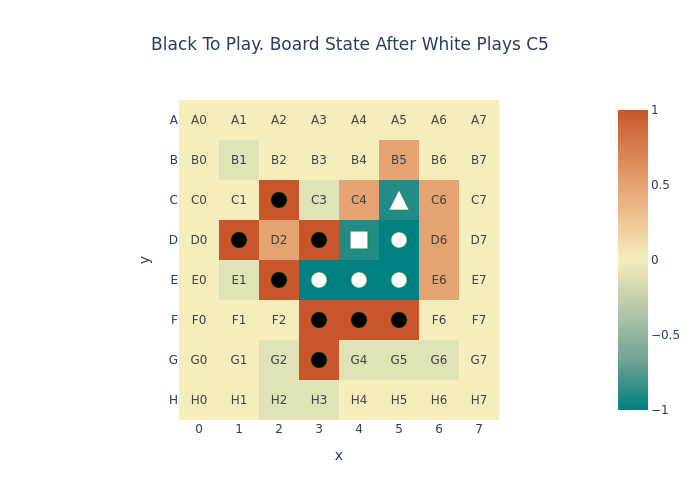 Black To Play. Board State After White Plays C5
A A0 A1 A2 A3 A4 A5 A6 A7
B B0 B1 B2 B3 B4 B5 B6 B7
C C0 C1 C3 C4 C6 C7
D D0 D2 D6 D7
E E0 E1 E6 E7
F F0 F1 F2 F6 F7
G G0 G1 G2 G4 G5 G6 G7
H H0 H1 H2 H3 H4 H5 H6 H7
0 1 2 3 4 5 6 7
x
y
1
0.5
0
−0.5
−1